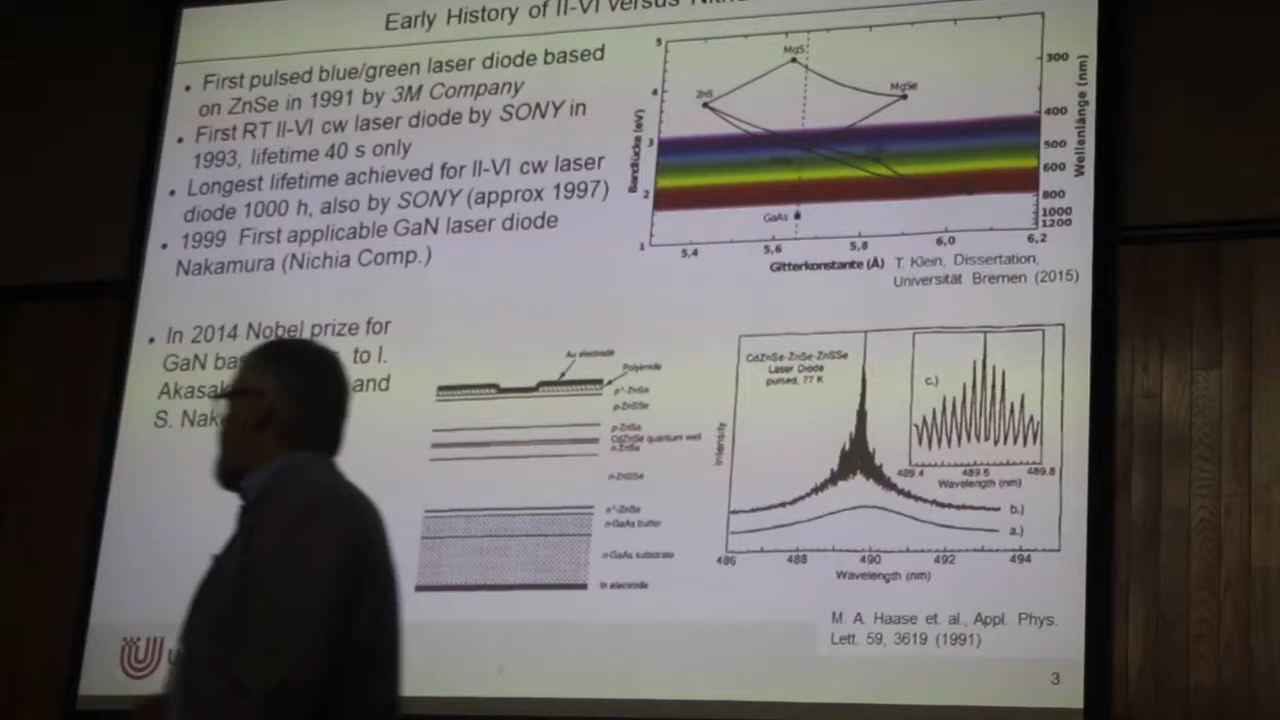 Early History of II-VI versus
• First pulsed blue/green laser diode based
on ZnSe in 1991 by 3M Company
• First RT II-VI cw laser diode by SONY in
1993, lifetime 40 s only
• Longest lifetime achieved for II-VI cw laser
diode 1000 h, also by SONY (approx 1997)
• 1999 First applicable GaN laser diode
Nakamura (Nichia Comp.)
• In 2014 Nobel prize for
GaN to I.
and
S.
5
4
3
2
1
Bandlücke (eV)
MgS
ZnS
MgSe
GaAs
300
400
500
600
800
1000
1200
Wellenlänge (nm)
5,4 5,6 5,8 6,0 6,2
Gitterkonstante (Å)
T. Klein, Dissertation,
Universität Bremen (2015)
Au electrode
Polyimide
p⁺-ZnSe
p-ZnSSe
p-ZnSe
CdZnSe quantum well
n-ZnSe
n-ZnSSe
n⁺-ZnSe
n-GaAs buffer
n-GaAs substrate
In electrode
CdZnSe-ZnSe-ZnSSe
Laser Diode
pulsed, 77 K
c.)
489.4 489.6 489.8
Wavelength (nm)
b.)
a.)
Intensity
486 488 490 492 494
Wavelength (nm)
M. A. Haase et. al., Appl. Phys.
Lett. 59, 3619 (1991)
3